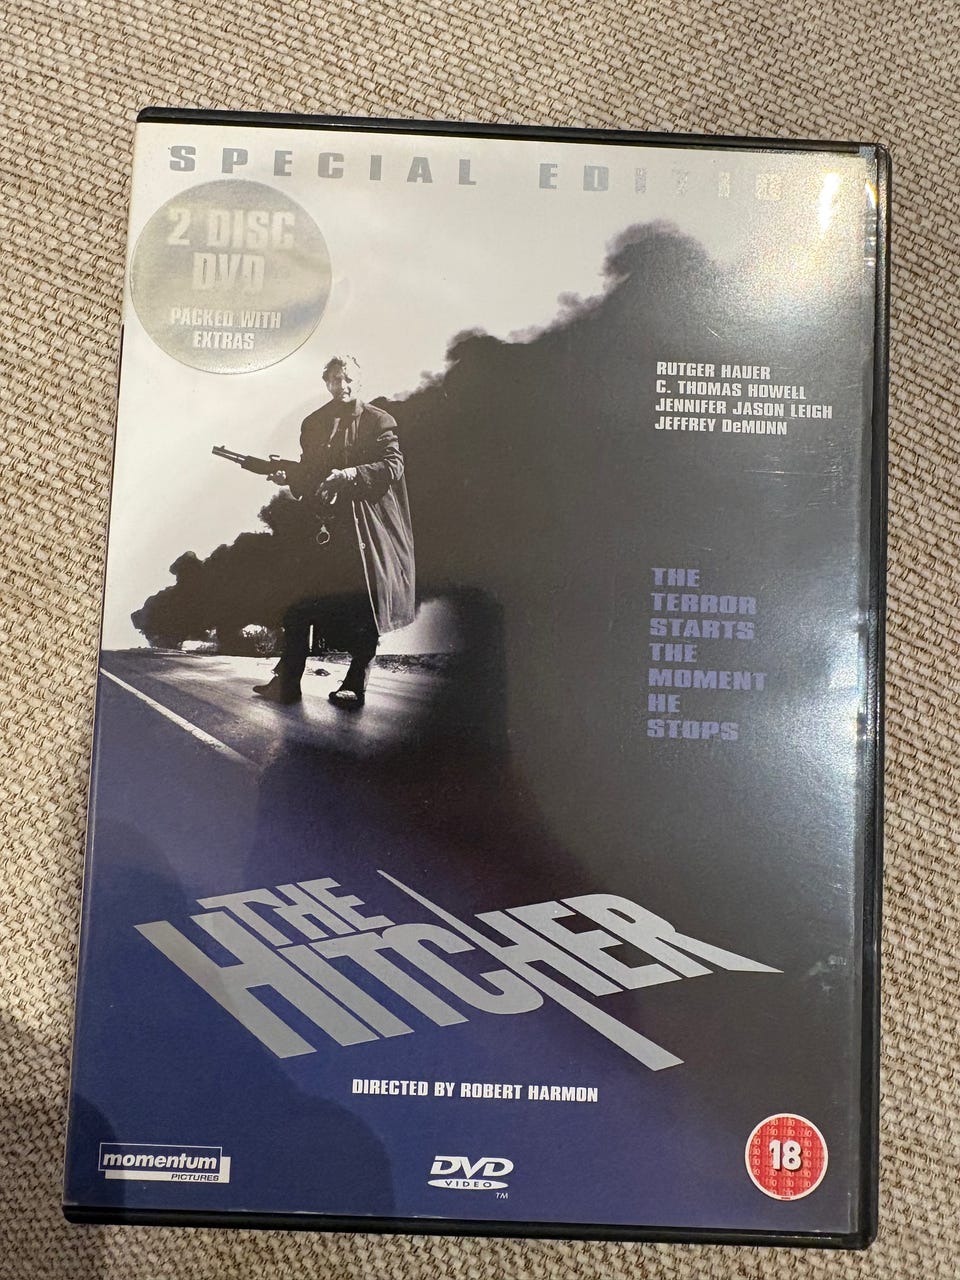 SPECIAL EDITION
2 DISC
DVD
PACKED WITH
EXTRAS
RUTGER HAUER
C. THOMAS HOWELL
JENNIFER JASON LEIGH
JEFFREY DeMUNN
THE
TERROR
STARTS
THE
MOMENT
HE
STOPS
THE
HITCHER
DIRECTED BY ROBERT HARMON
momentum
PICTURES
DVD
VIDEO
TM
18